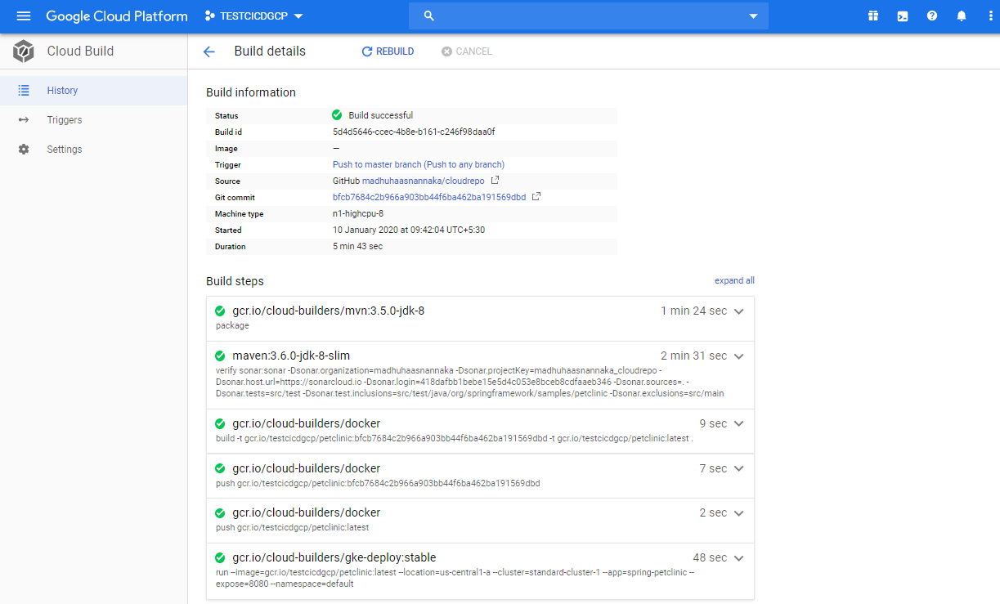 Google Cloud Platform TESTCICDGCP
Cloud Build
Build details REBUILD CANCEL
History
Triggers
Settings
Build information
Status Build successful
Build id 5d4d5646-ccec-4b8e-b161-c246f98daa0f
Image —
Trigger Push to master branch (Push to any branch)
Source GitHub madhuhaasnannaka/cloudrepo
Git commit bfcb7684c2b966a903bb44f6ba462ba191569dbd
Machine type n1-highcpu-8
Started 10 January 2020 at 09:42:04 UTC+5:30
Duration 5 min 43 sec
Build steps expand all
gcr.io/cloud-builders/mvn:3.5.0-jdk-8 1 min 24 sec
package
maven:3.6.0-jdk-8-slim 2 min 31 sec
verify sonar:sonar -Dsonar.organization=madhuhaasnannaka -Dsonar.projectKey=madhuhaasnannaka_cloudrepo -
Dsonar.host.url=https://sonarcloud.io -Dsonar.login=418dafbb1bebe15e5d4c053e8bceb8cdfaaeb346 -Dsonar.sources=. -
Dsonar.tests=src/test -Dsonar.test.inclusions=src/test/java/org/springframework/samples/petclinic -Dsonar.exclusions=src/main
gcr.io/cloud-builders/docker 9 sec
build -t gcr.io/testcicdgcp/petclinic:bfcb7684c2b966a903bb44f6ba462ba191569dbd -t gcr.io/testcicdgcp/petclinic:latest .
gcr.io/cloud-builders/docker 7 sec
push gcr.io/testcicdgcp/petclinic:bfcb7684c2b966a903bb44f6ba462ba191569dbd
gcr.io/cloud-builders/docker 2 sec
push gcr.io/testcicdgcp/petclinic:latest
gcr.io/cloud-builders/gke-deploy:stable 48 sec
run --image=gcr.io/testcicdgcp/petclinic:latest --location=us-central1-a --cluster=standard-cluster-1 --app=spring-petclinic --
expose=8080 --namespace=default